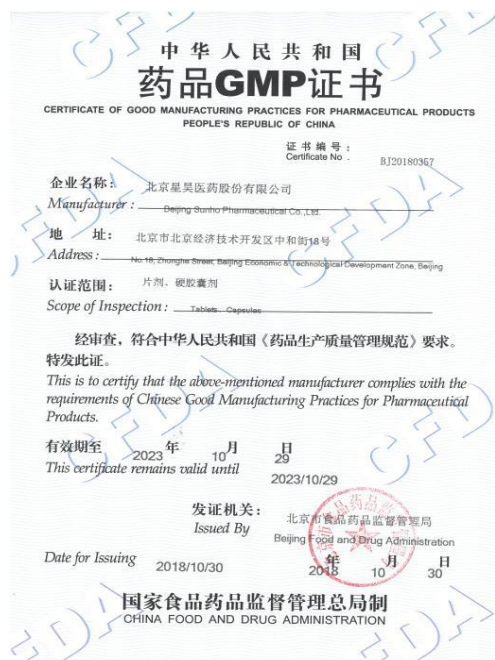 中华人民共和国
药品GMP证书
CERTIFICATE OF GOOD MANUFACTURING PRACTICES FOR PHARMACEUTICAL PRODUCTS
PEOPLE'S REPUBLIC OF CHINA
证书编号:
Certificate No . BJ20180357
企业名称: 北京星昊医药股份有限公司
Manufacturer : Beijing Sunho Pharmaceutical Co.,Ltd.
地 址: 北京市北京经济技术开发区中和街18号
Address : No.18, Zhonghe Street, Beijing Economic & Technological Development Zone, Beijing
认证范围: 片剂、硬胶囊剂
Scope of Inspection : Tablets、Capsules
经审查，符合中华人民共和国《药品生产质量管理规范》要求。
特发此证。
This is to certify that the above-mentioned manufacturer complies with the
requirements of Chinese Good Manufacturing Practices for Pharmaceutical
Products.
有效期至 2023 年 10 月 29 日
This certificate remains valid until 2023/10/29
发证机关: 北京市食品药品监督管理局
Issued By Beijing Food and Drug Administration
Date for Issuing 2018/10/30 2018 年 10 月 30 日
国家食品药品监督管理总局制
CHINA FOOD AND DRUG ADMINISTRATION
CFDA
CFDA
CFDA
CFDA
CFDA
CFDA
CFDA